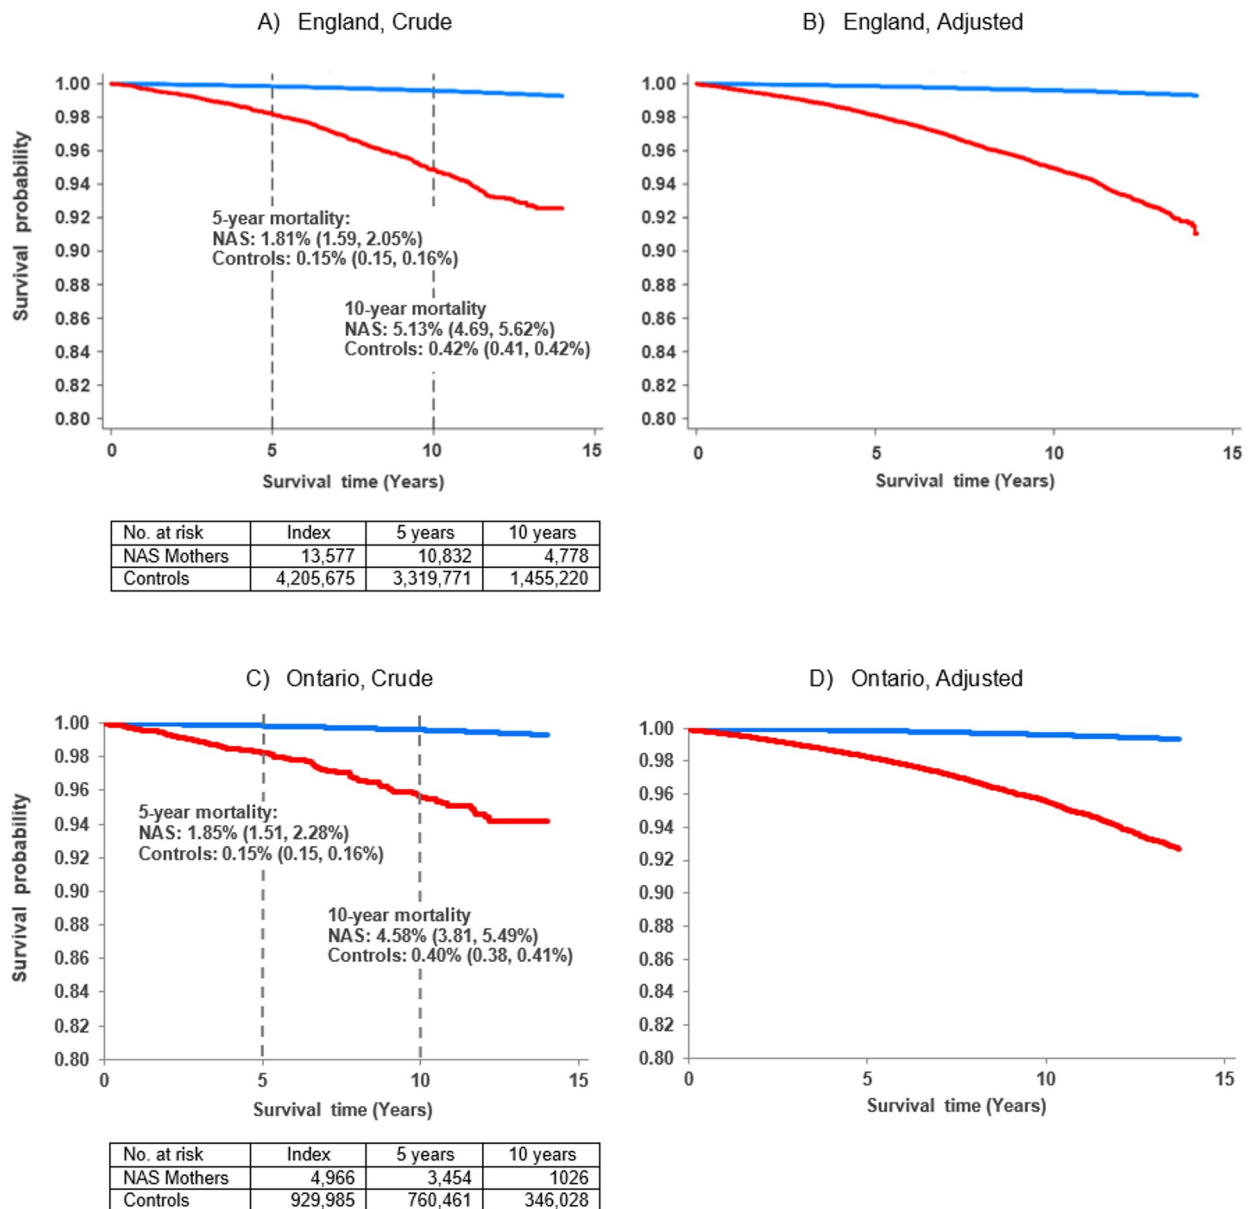 A) England, Crude
B) England, Adjusted
Survival probability
1.00
0.98
0.96
0.94
0.92
0.90
0.88
0.86
0.84
0.82
0.80
5-year mortality:
NAS: 1.81% (1.59, 2.05%)
Controls: 0.15% (0.15, 0.16%)
10-year mortality
NAS: 5.13% (4.69, 5.62%)
Controls: 0.42% (0.41, 0.42%)
0 5 10 15
Survival time (Years)
1.00
0.98
0.96
0.94
0.92
0.90
0.88
0.86
0.84
0.82
0.80
0 5 10 15
Survival time (Years)
No. at risk Index 5 years 10 years
NAS Mothers 13,577 10,832 4,778
Controls 4,205,675 3,319,771 1,455,220
C) Ontario, Crude
D) Ontario, Adjusted
Survival probability
1.00
0.98
0.96
0.94
0.92
0.90
0.88
0.86
0.84
0.82
0.80
5-year mortality:
NAS: 1.85% (1.51, 2.28%)
Controls: 0.15% (0.15, 0.16%)
10-year mortality
NAS: 4.58% (3.81, 5.49%)
Controls: 0.40% (0.38, 0.41%)
0 5 10 15
Survival time (Years)
1.00
0.98
0.96
0.94
0.92
0.90
0.88
0.86
0.84
0.82
0.80
0 5 10 15
Survival time (Years)
No. at risk Index 5 years 10 years
NAS Mothers 4,966 3,454 1026
Controls 929,985 760,461 346,028